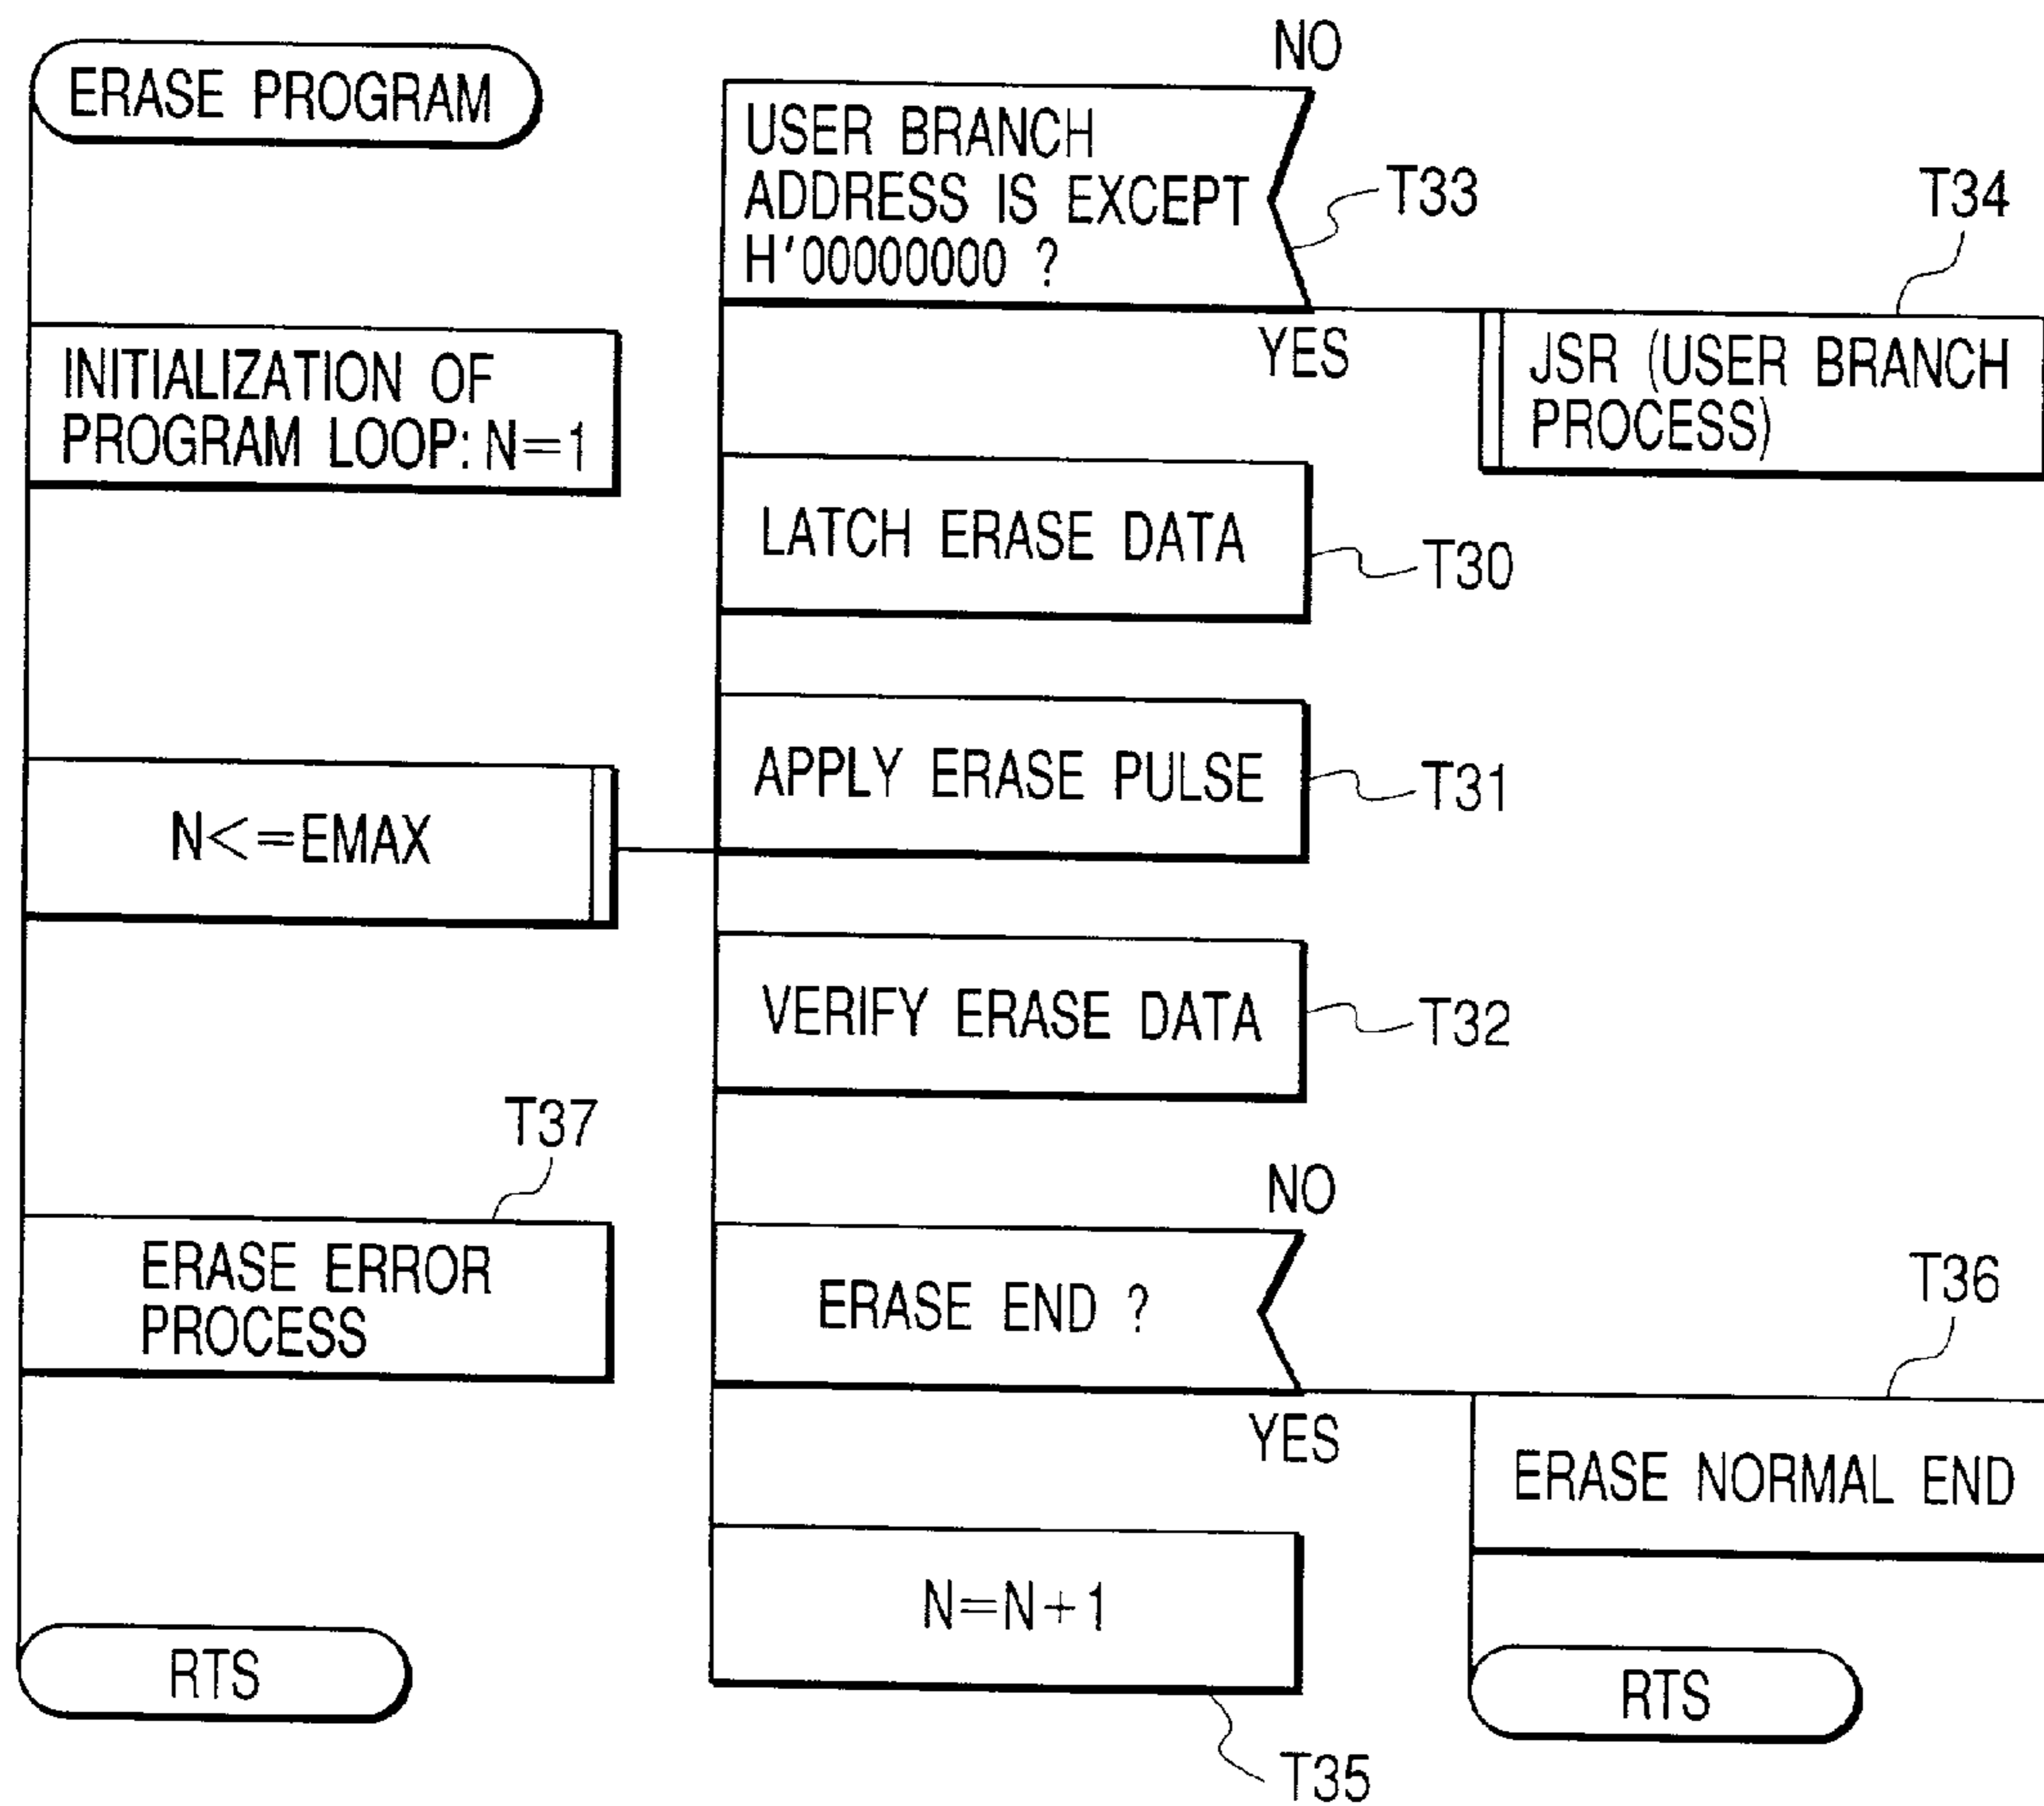 ERASE PROGRAM
INITIALIZATION OF
PROGRAM LOOP: N=1
N<=EMAX
T37
ERASE ERROR
PROCESS
RTS
NO
USER BRANCH
ADDRESS IS EXCEPT
H'00000000 ?
T33
YES
T34
JSR (USER BRANCH
PROCESS)
LATCH ERASE DATA
T30
APPLY ERASE PULSE
T31
VERIFY ERASE DATA
T32
NO
ERASE END ?
YES
T36
ERASE NORMAL END
RTS
N=N+1
T35